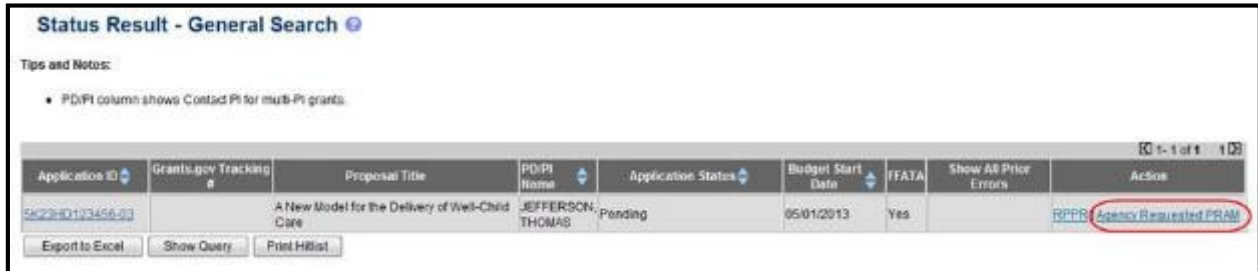 Status Result - General Search
Tips and Notes:
• PD/PI column shows Contact PI for multi-PI grants.
1 - 1 of 1 1
Application ID Grants.gov Tracking # Proposal Title PD/PI Name Application Status Budget Start Date FFATA Show All Prior Errors Action
5K23HD123456-03 A New Model for the Delivery of Well-Child Care JEFFERSON THOMAS Pending 05/01/2013 Yes RPPR Agency Requested PRAM
Export to Excel Show Query Print Hitlist